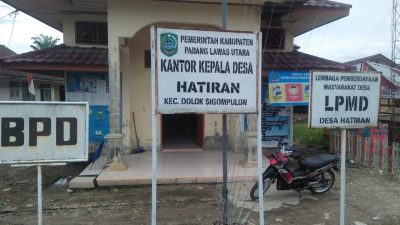 BPD
PEMERINTAH KABUPATEN
PADANG LAWAS UTARA
KANTOR KEPALA DESA
HATIRAN
KEC. DOLOK SIGOMPULON
LEMBAGA PEMBERDAYAAN
MASYARAKAT DESA
LPMD
DESA HATIRAN